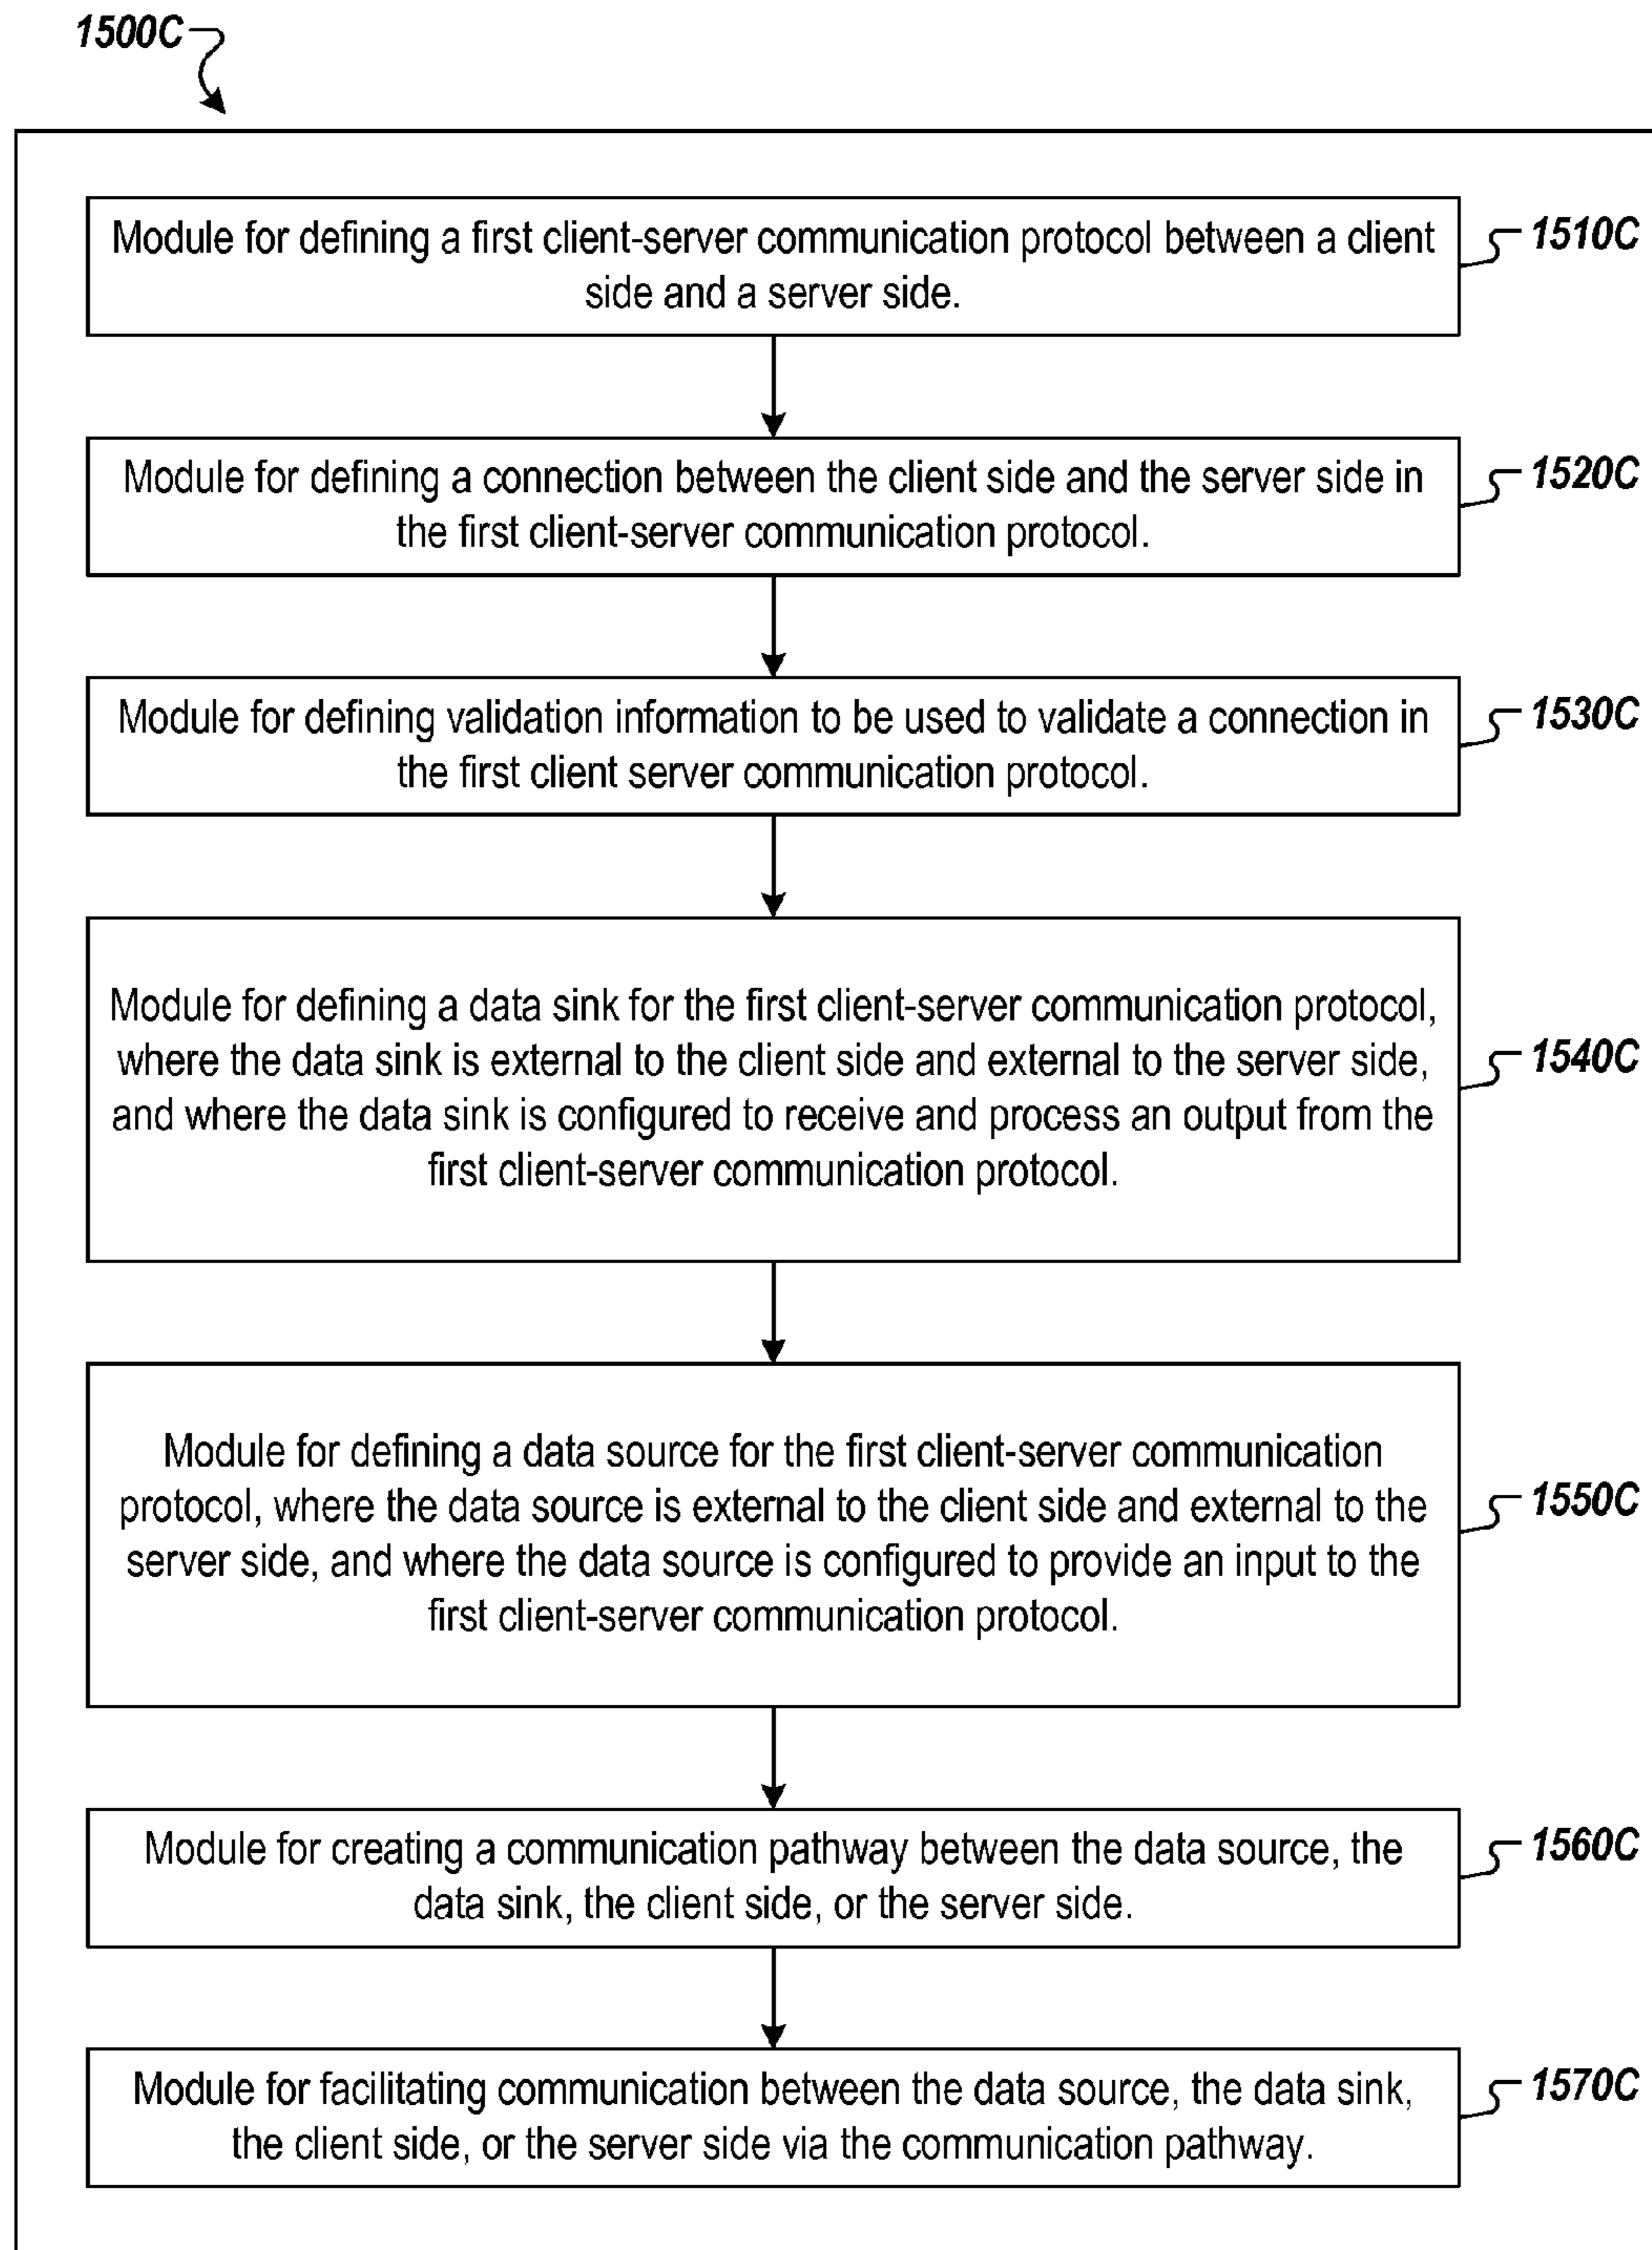 1500C
Module for defining a first client-server communication protocol between a client
side and a server side.
1510C
Module for defining a connection between the client side and the server side in
the first client-server communication protocol.
1520C
Module for defining validation information to be used to validate a connection in
the first client server communication protocol.
1530C
Module for defining a data sink for the first client-server communication protocol,
where the data sink is external to the client side and external to the server side,
and where the data sink is configured to receive and process an output from the
first client-server communication protocol.
1540C
Module for defining a data source for the first client-server communication
protocol, where the data source is external to the client side and external to the
server side, and where the data source is configured to provide an input to the
first client-server communication protocol.
1550C
Module for creating a communication pathway between the data source, the
data sink, the client side, or the server side.
1560C
Module for facilitating communication between the data source, the data sink,
the client side, or the server side via the communication pathway.
1570C